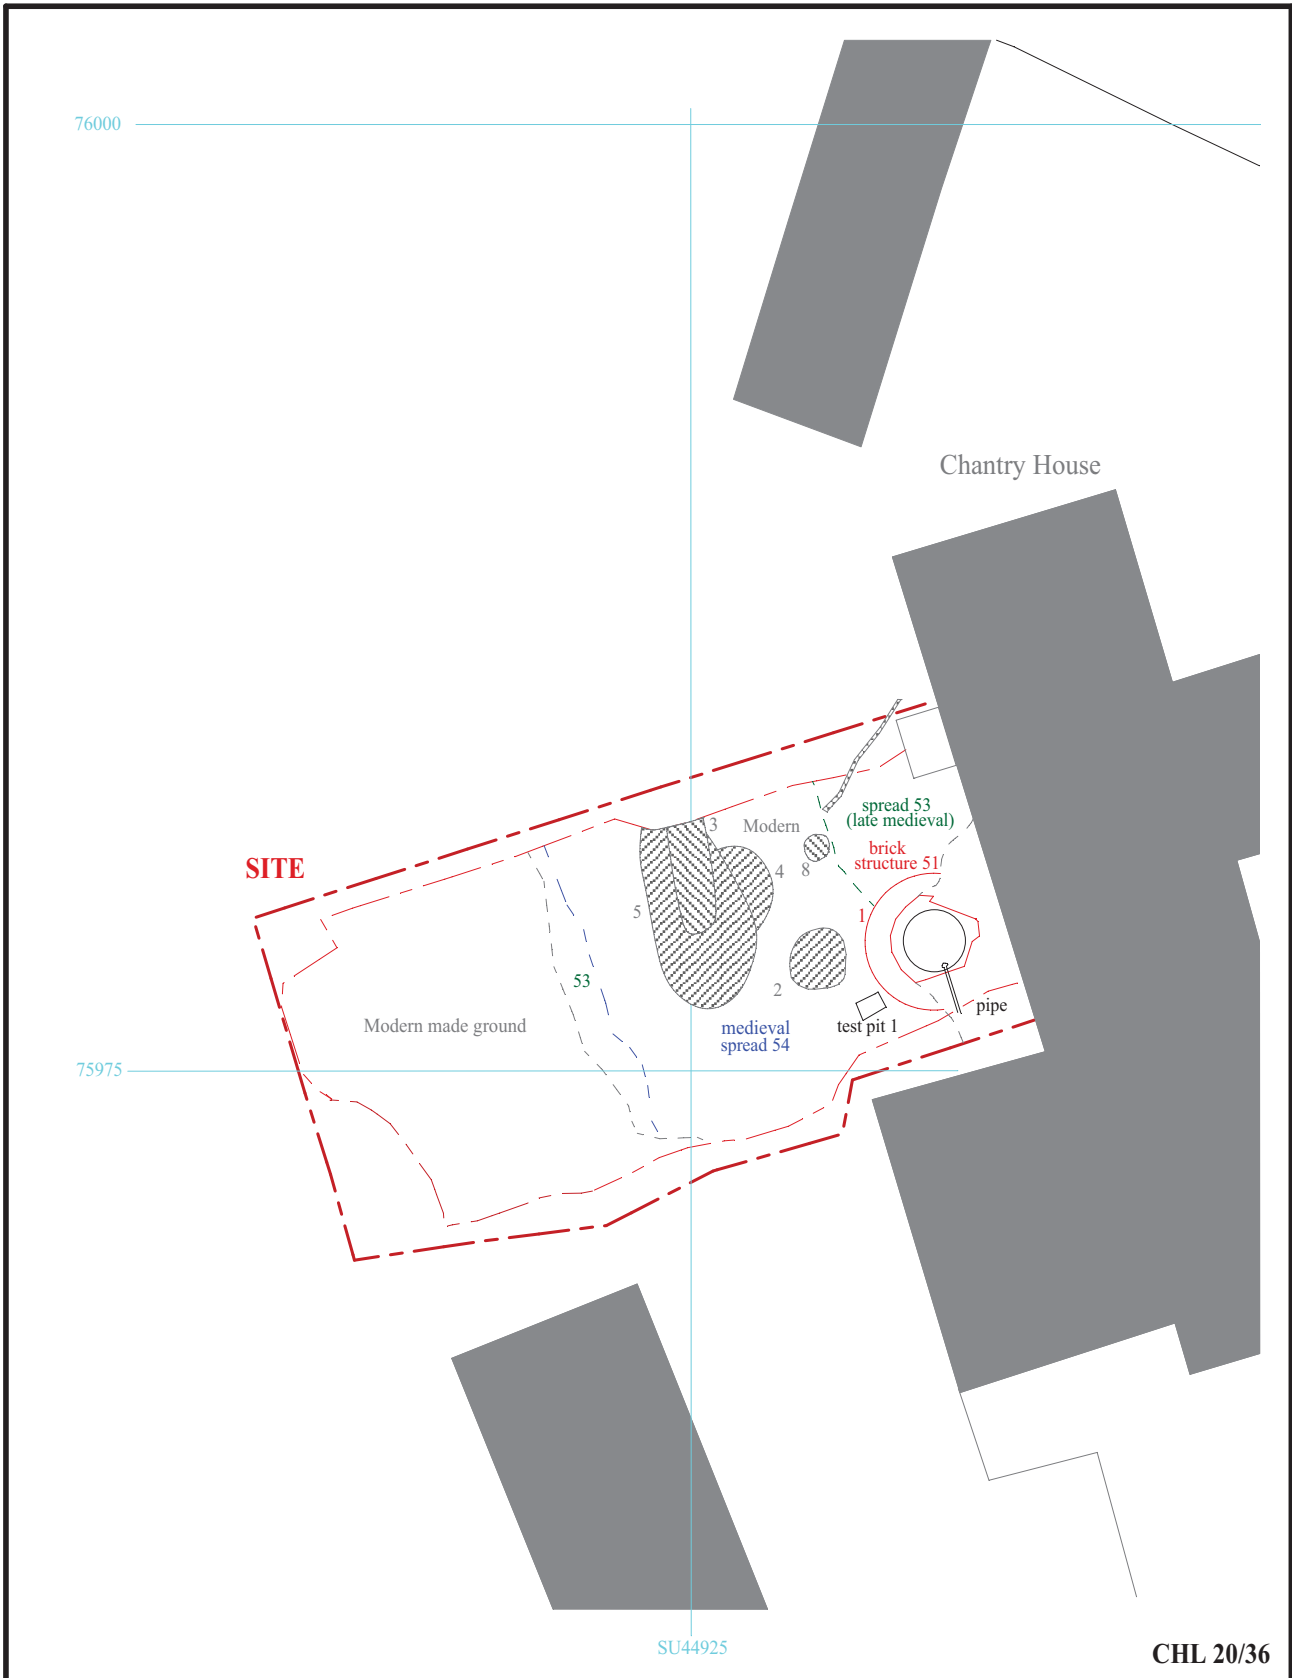 76000
Chantry House
spread 53
(late medieval)
3
Modern
brick
structure 51
SITE
4
8
5
1
53
2
medieval
spread 54
test pit 1
pipe
Modern made ground
75975
SU44925
CHL 20/36